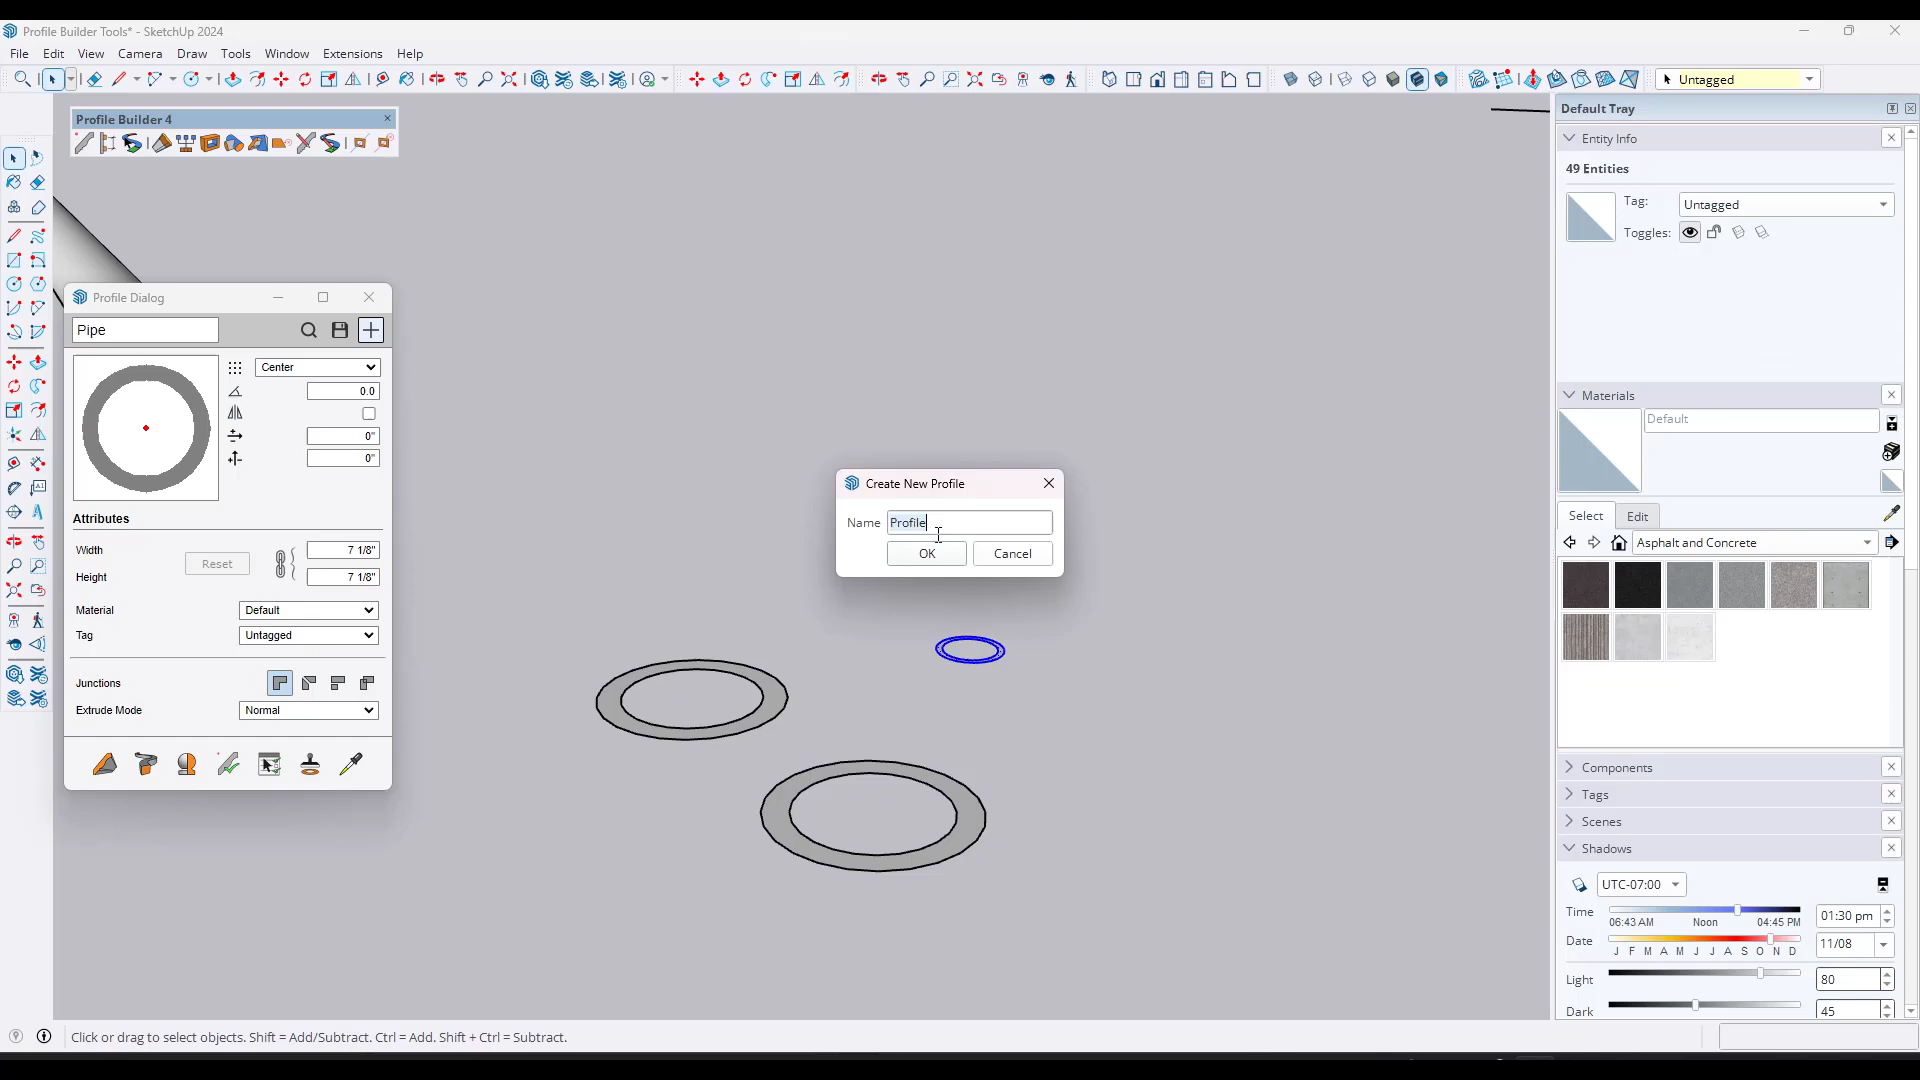 Profile Builder Tools* - SketchUp 2024
File Edit View Camera Draw Tools Window Extensions Help
Untagged
Profile Builder 4
Default Tray
Entity Info
49 Entities
Tag: Untagged
Toggles:
Profile Dialog
Pipe
Center
0.0
0"
0"
Attributes
Width 7 1/8"
Reset
Height 7 1/8"
Material Default
Tag Untagged
Junctions
Extrude Mode Normal
Create New Profile
Name Profile
OK Cancel
Materials
Default
Select Edit
Asphalt and Concrete
Components
Tags
Scenes
Shadows
UTC-07:00
Time 01:30 pm
06:43 AM Noon 04:45 PM
Date 11/08
J F M A M J J A S O N D
Light 80
Dark 45
Click or drag to select objects. Shift = Add/Subtract. Ctrl = Add. Shift + Ctrl = Subtract.